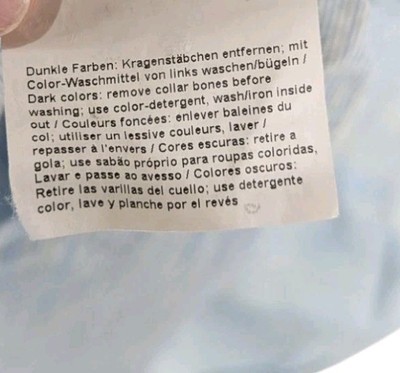 Dunkle Farben: Kragenstäbchen entfernen; mit
Color-Waschmittel von links waschen/bügeln /
Dark colors: remove collar bones before
washing; use color-detergent, wash/iron inside
out / Couleurs foncées: enlever baleines du
col; utiliser un lessive couleurs, laver /
repasser à l'envers / Cores escuras: retire a
gola; use sabão próprio para roupas coloridas,
Lavar e passe ao avesso / Colores oscuros:
Retire las varillas del cuello; use detergente
color, lave y planche por el revés